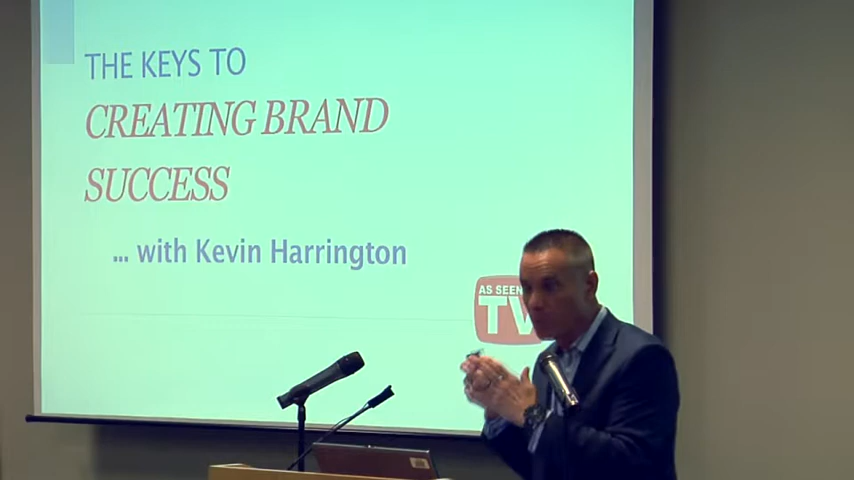 THE KEYS TO
CREATING BRAND
SUCCESS
... with Kevin Harrington
AS SEEN
TV